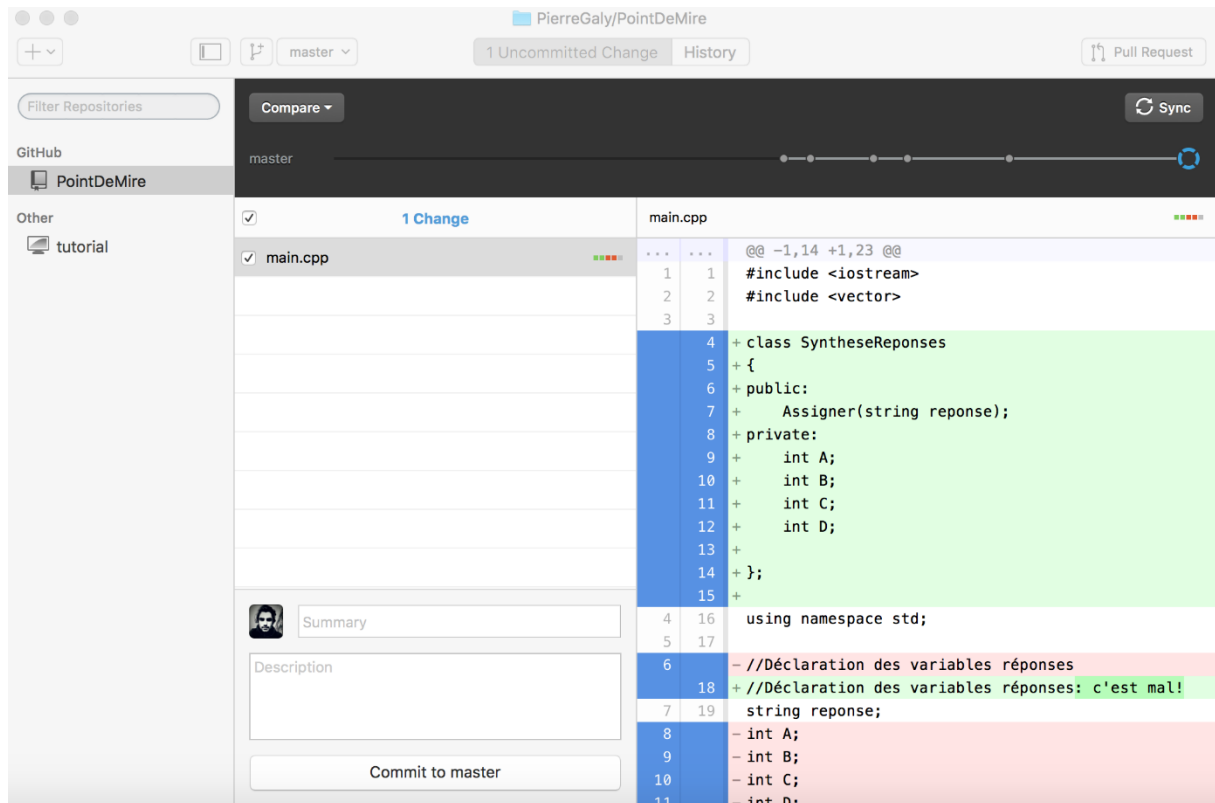 PierreGaly/PointDeMire
master
1 Uncommitted Change
History
Pull Request
Filter Repositories
GitHub
PointDeMire
Other
tutorial
Compare
Sync
master
1 Change
main.cpp
Summary
Description
Commit to master
main.cpp
... ... @@ -1,14 +1,23 @@
1 1 #include <iostream>
2 2 #include <vector>
3 3
4 + class SyntheseReponses
5 + {
6 + public:
7 + Assigner(string reponse);
8 + private:
9 + int A;
10 + int B;
11 + int C;
12 + int D;
13 +
14 + };
15 +
4 16 using namespace std;
5 17
6 - //Déclaration des variables réponses
18 + //Déclaration des variables réponses: c'est mal!
7 19 string reponse;
8 - int A;
9 - int B;
10 - int C;
11 - int D;